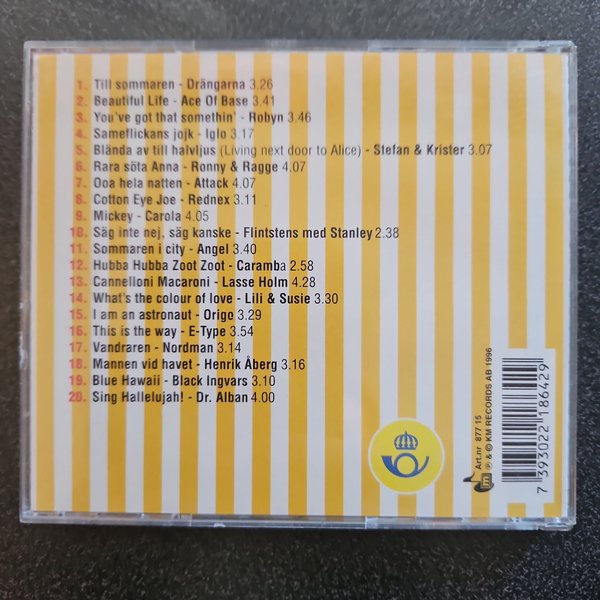 1. Till sommaren - Drängarna 3.26
2. Beautiful Life - Ace Of Base 3.41
3. You've got that somethin' - Robyn 3.46
4. Sameflickans jojk - Iglo 3.17
5. Blända av till halvljus (Living next door to Alice) - Stefan & Krister 3.07
6. Rara söta Anna - Ronny & Ragge 4.07
7. Ooa hela natten - Attack 4.07
8. Cotton Eye Joe - Rednex 3.11
9. Mickey - Carola 4.05
10. Säg inte nej, säg kanske - Flintstens med Stanley 2.38
11. Sommaren i city - Angel 3.40
12. Hubba Hubba Zoot Zoot - Caramba 2.58
13. Cannelloni Macaroni - Lasse Holm 4.28
14. What's the colour of love - Lili & Susie 3.30
15. I am an astronaut - Origo 3.29
16. This is the way - E-Type 3.54
17. Vandraren - Nordman 3.14
18. Mannen vid havet - Henrik Åberg 3.16
19. Blue Hawaii - Black Ingvars 3.10
20. Sing Hallelujah! - Dr. Alban 4.00
Art.nr 877 15
℗ & © KM RECORDS AB 1996
7 393022 186429